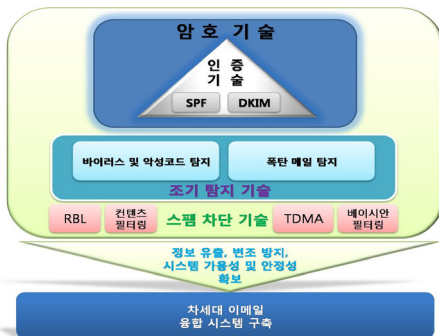 암 호 기 술
인 증
기 술
SPF
DKIM
바이러스 및 악성코드 탐지
폭탄 메일 탐지
조기 탐지 기술
RBL
컨텐츠
필터링
스팸 차단 기술
TDMA
베이시안
필터링
정보 유출, 변조 방지,
시스템 가용성 및 안정성
확보
차세대 이메일
융합 시스템 구축